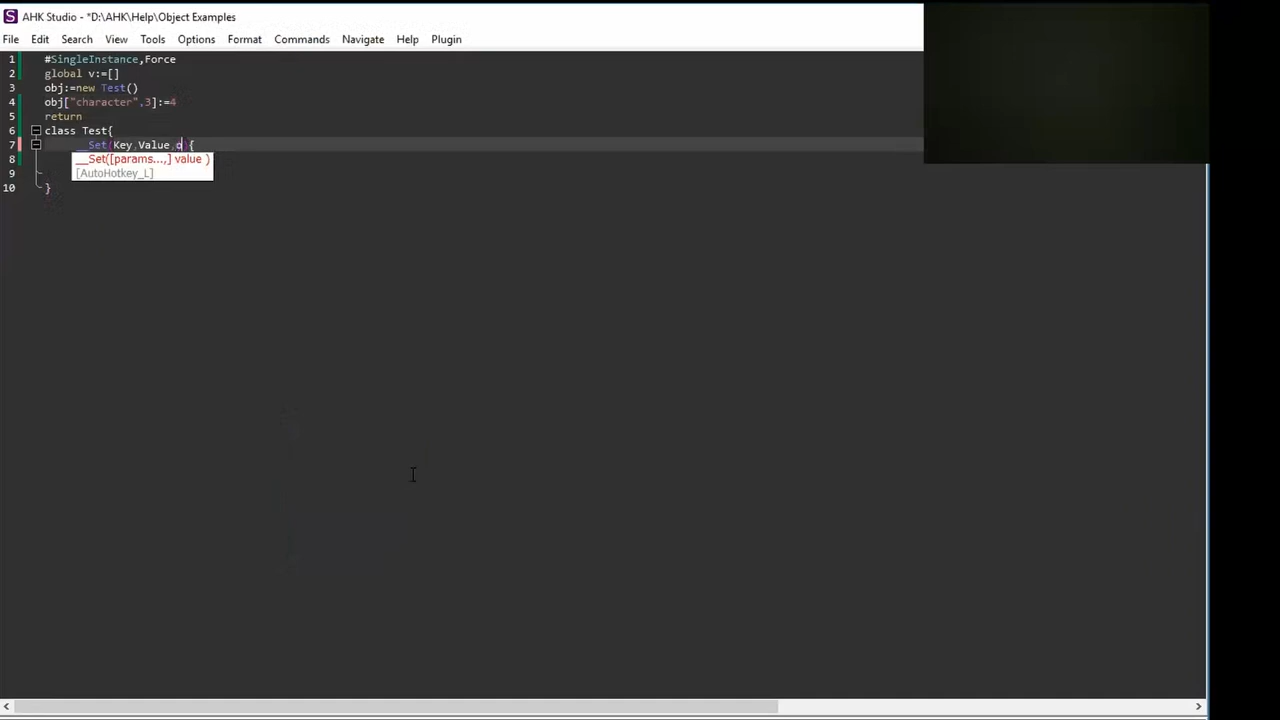 AHK Studio - *D:\AHK\Help\Object Examples
File Edit Search View Tools Options Format Commands Navigate Help Plugin
1 #SingleInstance,Force
2 global v:=[]
3 obj:=new Test()
4 obj["character",3]:=4
5 return
6 class Test{
7 __Set(Key,Value,o){
8 __Set([params...,] value )
9 [AutoHotkey_L]
10 }